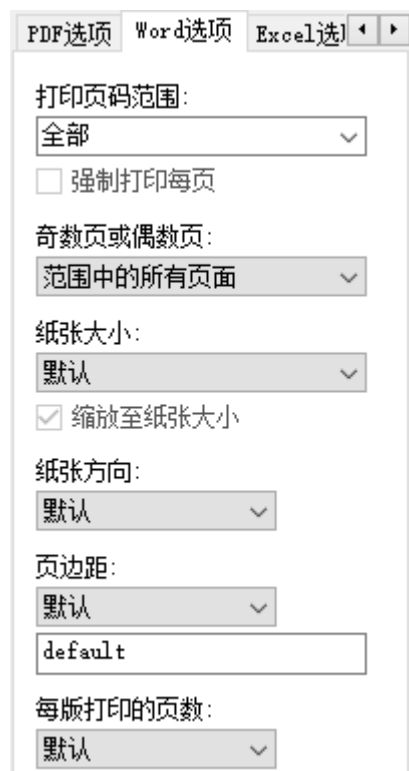 PDF选项 Word选项 Excel选
打印页码范围:
全部
强制打印每页
奇数页或偶数页:
范围中的所有页面
纸张大小:
默认
缩放至纸张大小
纸张方向:
默认
页边距:
默认
default
每版打印的页数:
默认